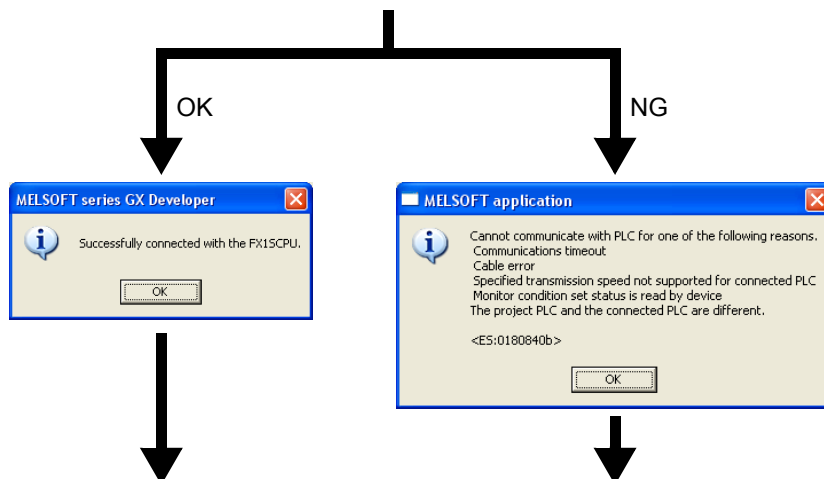 OK
NG
MELSOFT series GX Developer
Successfully connected with the FX1SCPU.
OK
MELSOFT application
Cannot communicate with PLC for one of the following reasons.
Communications timeout
Cable error
Specified transmission speed not supported for connected PLC
Monitor condition set status is read by device
The project PLC and the connected PLC are different.
<ES:0180840b>
OK